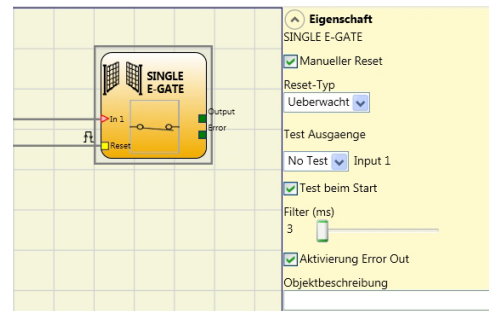 SINGLE
E-GATE
In 1
Output
Error
Reset
Eigenschaft
SINGLE E-GATE
Manueller Reset
Reset-Typ
Ueberwacht
Test Ausgaenge
No Test Input 1
Test beim Start
Filter (ms)
3
Aktivierung Error Out
Objektbeschreibung